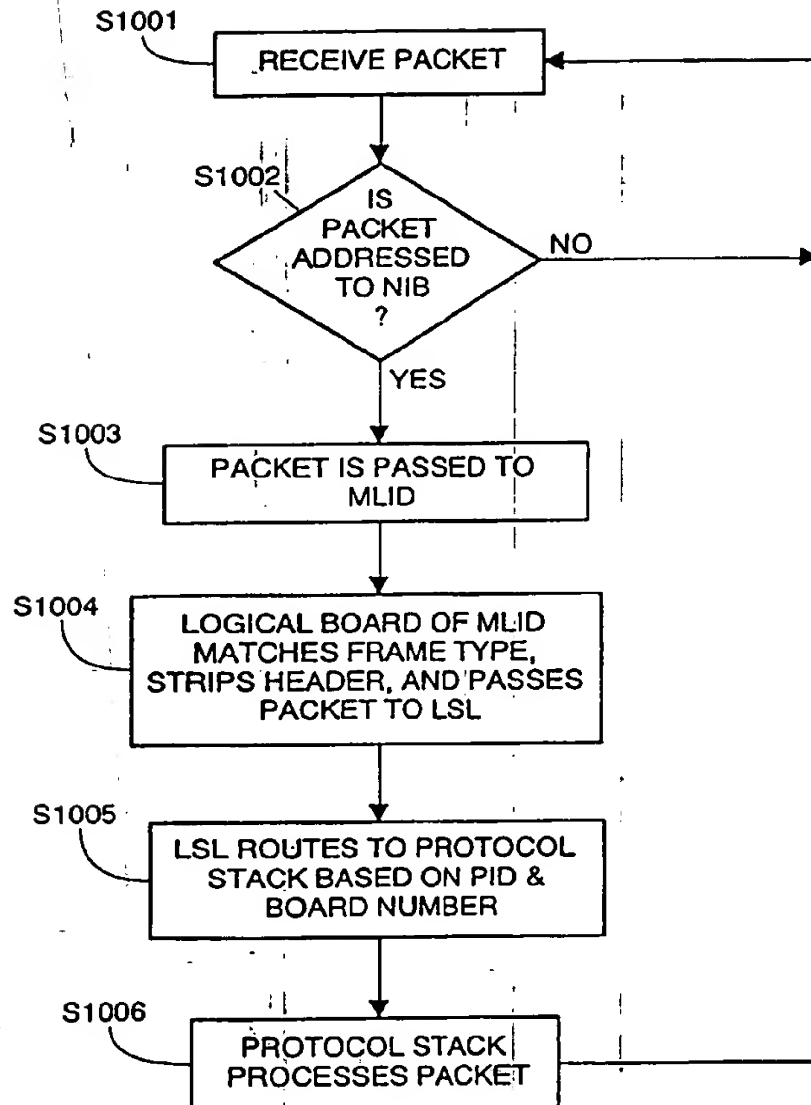 S1001
RECEIVE PACKET
S1002
IS
PACKET
ADDRESSED
TO NIB
?
NO
YES
S1003
PACKET IS PASSED TO
MLID
S1004
LOGICAL BOARD OF MLID
MATCHES FRAME TYPE,
STRIPS HEADER, AND PASSES
PACKET TO LSL
S1005
LSL ROUTES TO PROTOCOL
STACK BASED ON PID &
BOARD NUMBER
S1006
PROTOCOL STACK
PROCESSES PACKET